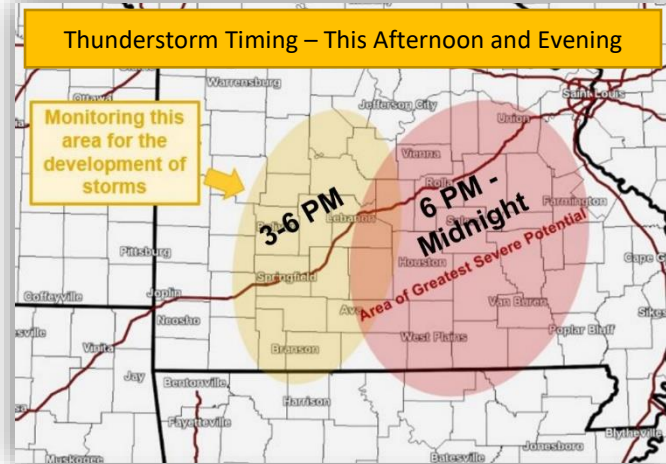 Thunderstorm Timing – This Afternoon and Evening
Warrensburg
Jefferson City
Saint Louis
Ottawa
Monitoring this
area for the
development of
storms
Union
Vienna
Rolla
3-6 PM
6 PM -
Midnight
Farmington
Lebanon
Pittsburg
Houston
Area of Greatest Severe Potential
Springfield
Cape G
Coffeyville
Joplin
Ava
Van Buren
Sikes
Neosho
West Plains
Poplar Bluff
Vinita
Branson
Jay
Bentonville
Harrison
Fayetteville
Blytheville
Jonesboro
Muskogee
Batesville